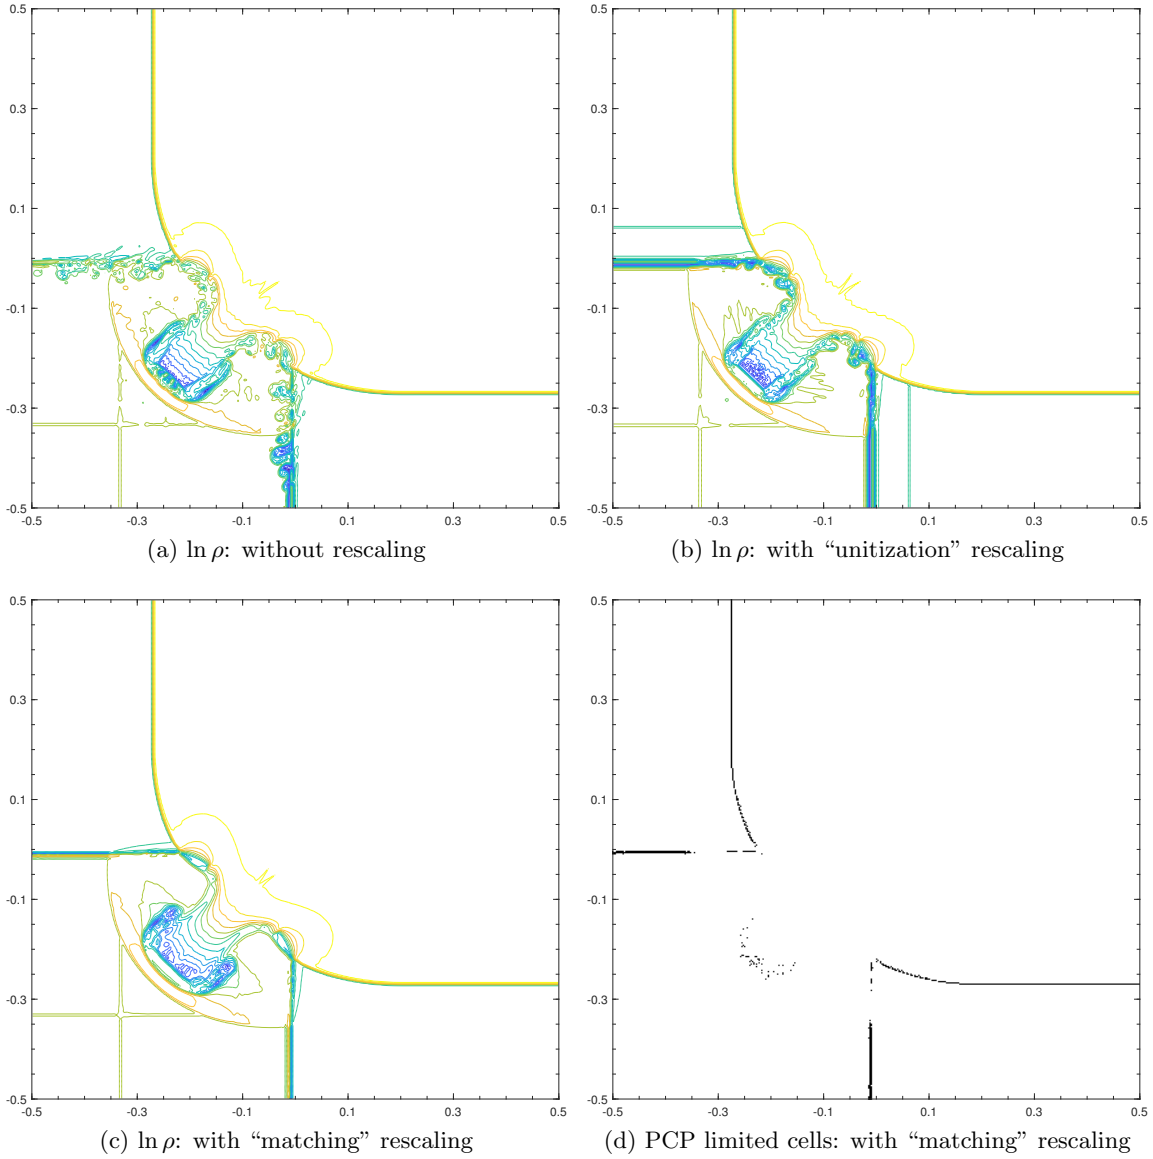 0.5 0.5
0.3 0.3
0.1 0.1
-0.1 -0.1
-0.3 -0.3
-0.5 -0.5
-0.5 -0.3 -0.1 0.1 0.3 0.5 -0.5 -0.3 -0.1 0.1 0.3 0.5
(a) ln ρ: without rescaling
(b) ln ρ: with “unitization” rescaling
0.5 0.5
0.3 0.3
0.1 0.1
-0.1 -0.1
-0.3 -0.3
-0.5 -0.5
-0.5 -0.3 -0.1 0.1 0.3 0.5 -0.5 -0.3 -0.1 0.1 0.3 0.5
(c) ln ρ: with “matching” rescaling
(d) PCP limited cells: with “matching” rescaling